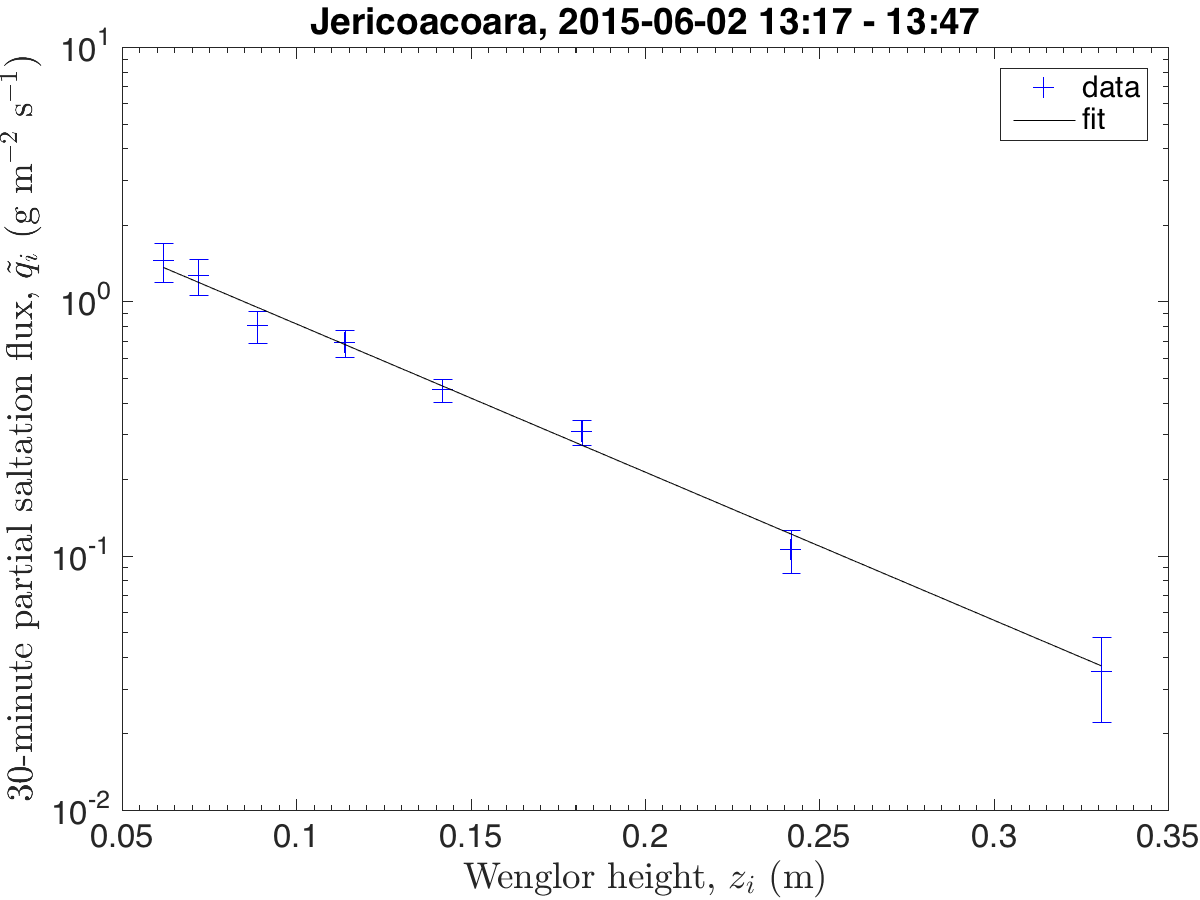 Jericoacoara, 2015-06-02 13:17 - 13:47
10^1
10^0
10^-1
10^-2
30-minute partial saltation flux, q̃_i (g m^−2 s^−1)
data
fit
0.05 0.1 0.15 0.2 0.25 0.3 0.35
Wenglor height, z_i (m)